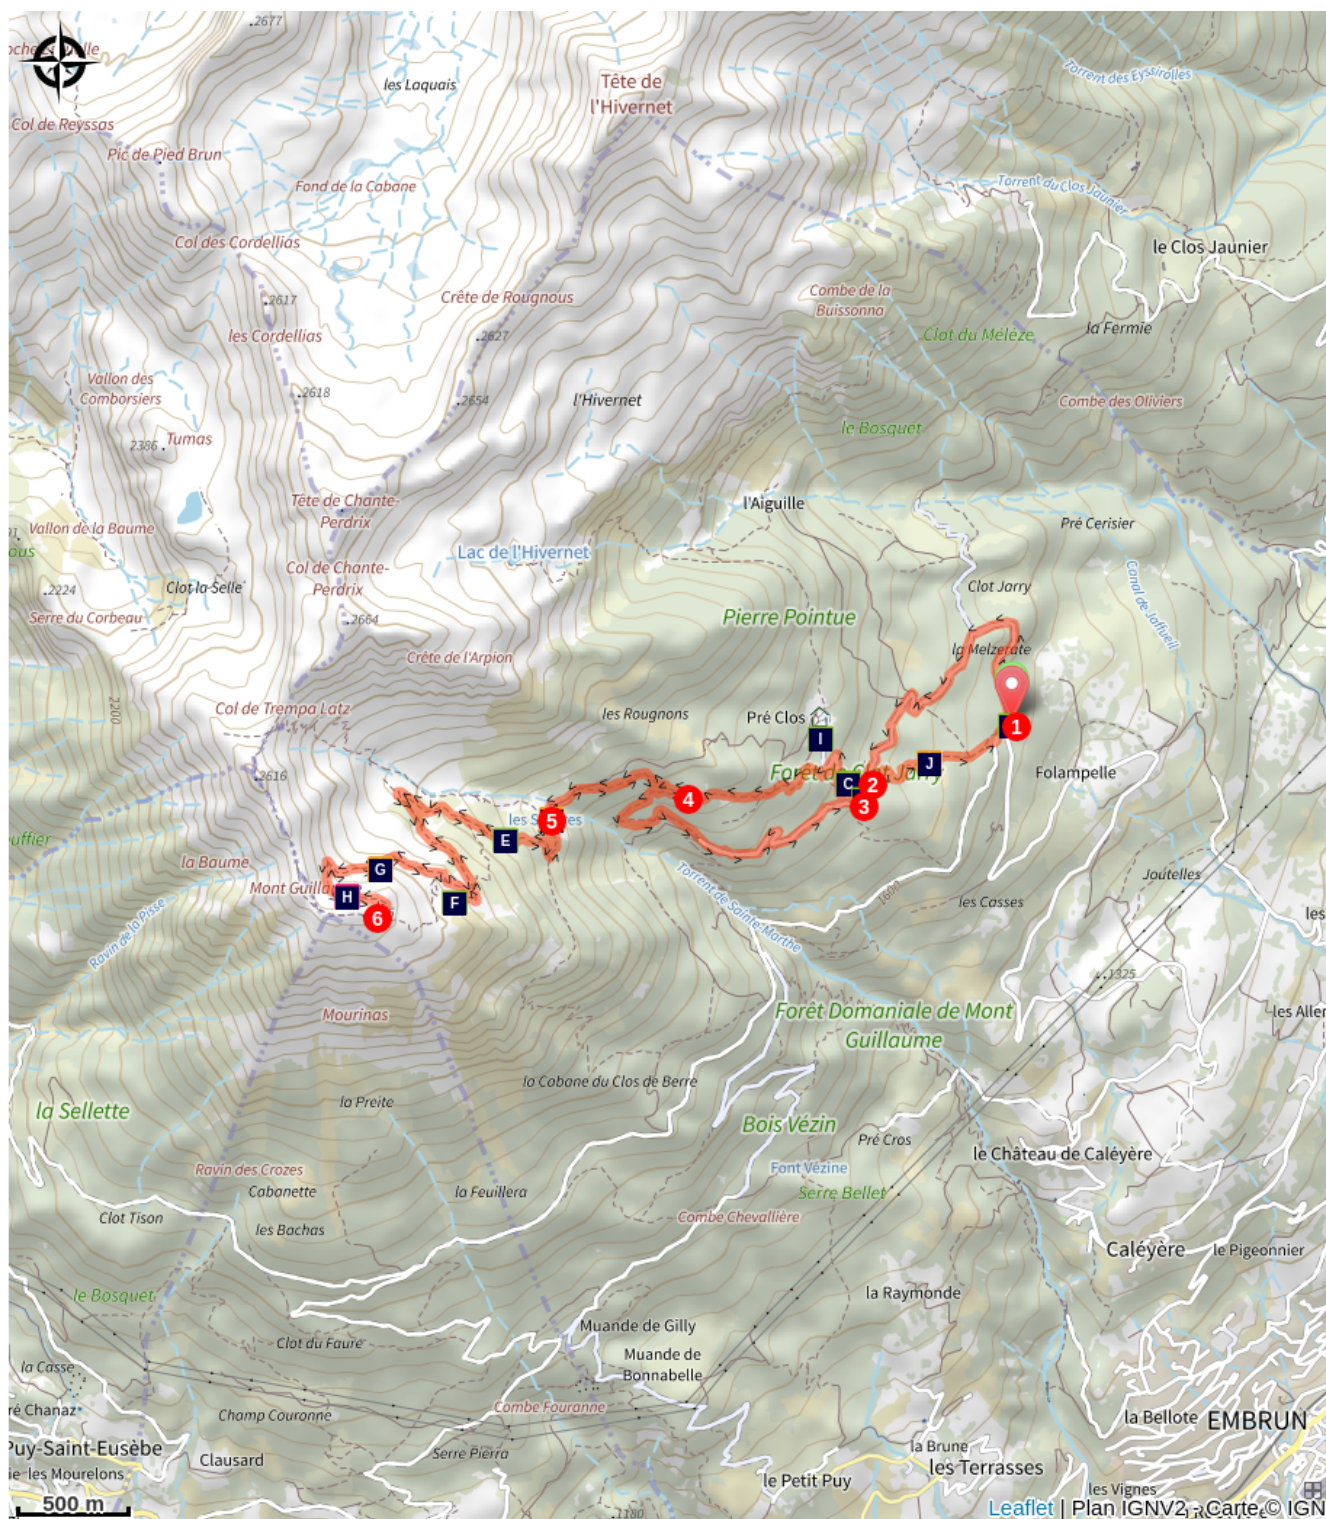 2677
les Laquais
Tête de
l'Hivernet
Torrent des Eyssirolles
Col de Reyssas
Pic de Pied Brun
Fond de la Cabane
Torrent du Clos Jaunier
Col des Cordellias
le Clos Jaunier
Combe de la
Buissonna
Crête de Rougnous
2617
les Cordellias
2627
Clot du Mélèze
la Fermie
Vallon des
Comborsiers
2618
2654
l'Hivernet
Combe des Oliviers
le Bosquet
2386
Tumas
Tête de Chante-
Perdrix
l'Aiguille
Vallon de la Baume
Pré Cerisier
Lac de l'Hivernet
Col de Chante-
Perdrix
2224
Clot la Selle
Clot Jarry
Canal de Jaffueil
Serre du Corbeau
2664
Pierre Pointue
Crête de l'Arpion
la Melzerate
2200
Col de Trempa Latz
les Rougnons
Pré Clos
I
1
J
Folampelle
2616
C
2
3
4
5
E
la Baume
Mont
G
H
F
6
Torrent de Sainte-Marthe
Joutelles
1600
les Casses
les
Ravin de la Pisse
1325
Mourinas
Forêt Domaniale de Mont
Guillaume
la Cabane du Clos de Berre
la Sellette
la Preite
Bois Vézin
Pré Cros
le Château de Caléyère
Ravin des Crozes
Cabanette
la Feuillera
Font Vézine
Serre Bellet
Clot Tison
les Bachas
Combe Chevallière
Caléyère
le Pigeonnier
le Bosquet
la Raymonde
Muande de Gilly
Clot du Faure
Muande de
Bonnabelle
la Casse
Champ Couronne
Combe Fouranne
la Bellote
EMBRUN
Puy-Saint-Eusèbe
Clausard
Serre Pierra
la Brune
les Terrasses
le Petit Puy
les Vignes
500 m
1180
Leaflet | Plan IGNV2 - Carte © IGN